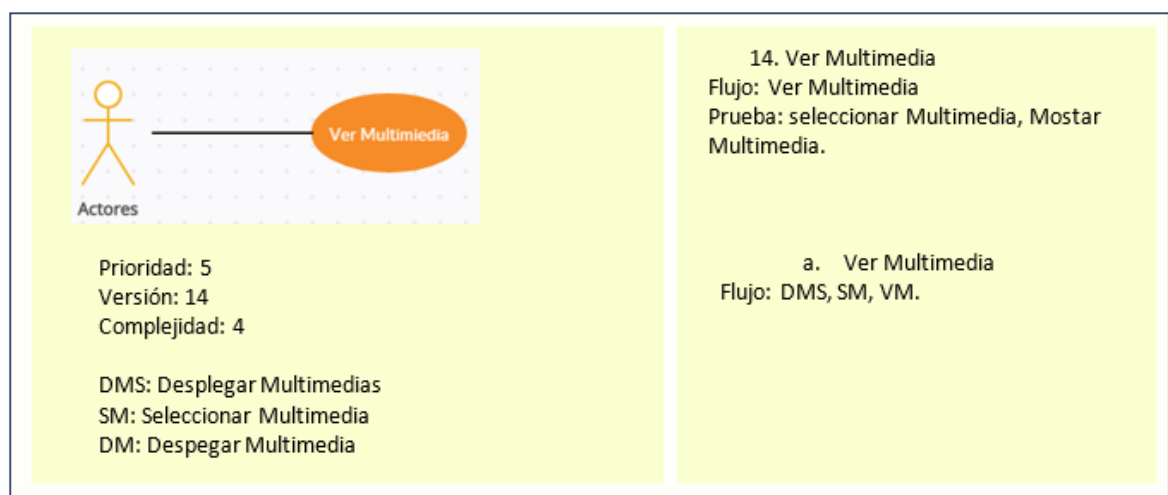 Ver Multimiedia
Actores
Prioridad: 5
Versión: 14
Complejidad: 4
DMS: Desplegar Multimedias
SM: Seleccionar Multimedia
DM: Despegar Multimedia
14. Ver Multimedia
Flujo: Ver Multimedia
Prueba: seleccionar Multimedia, Mostar
Multimedia.
a. Ver Multimedia
Flujo: DMS, SM, VM.